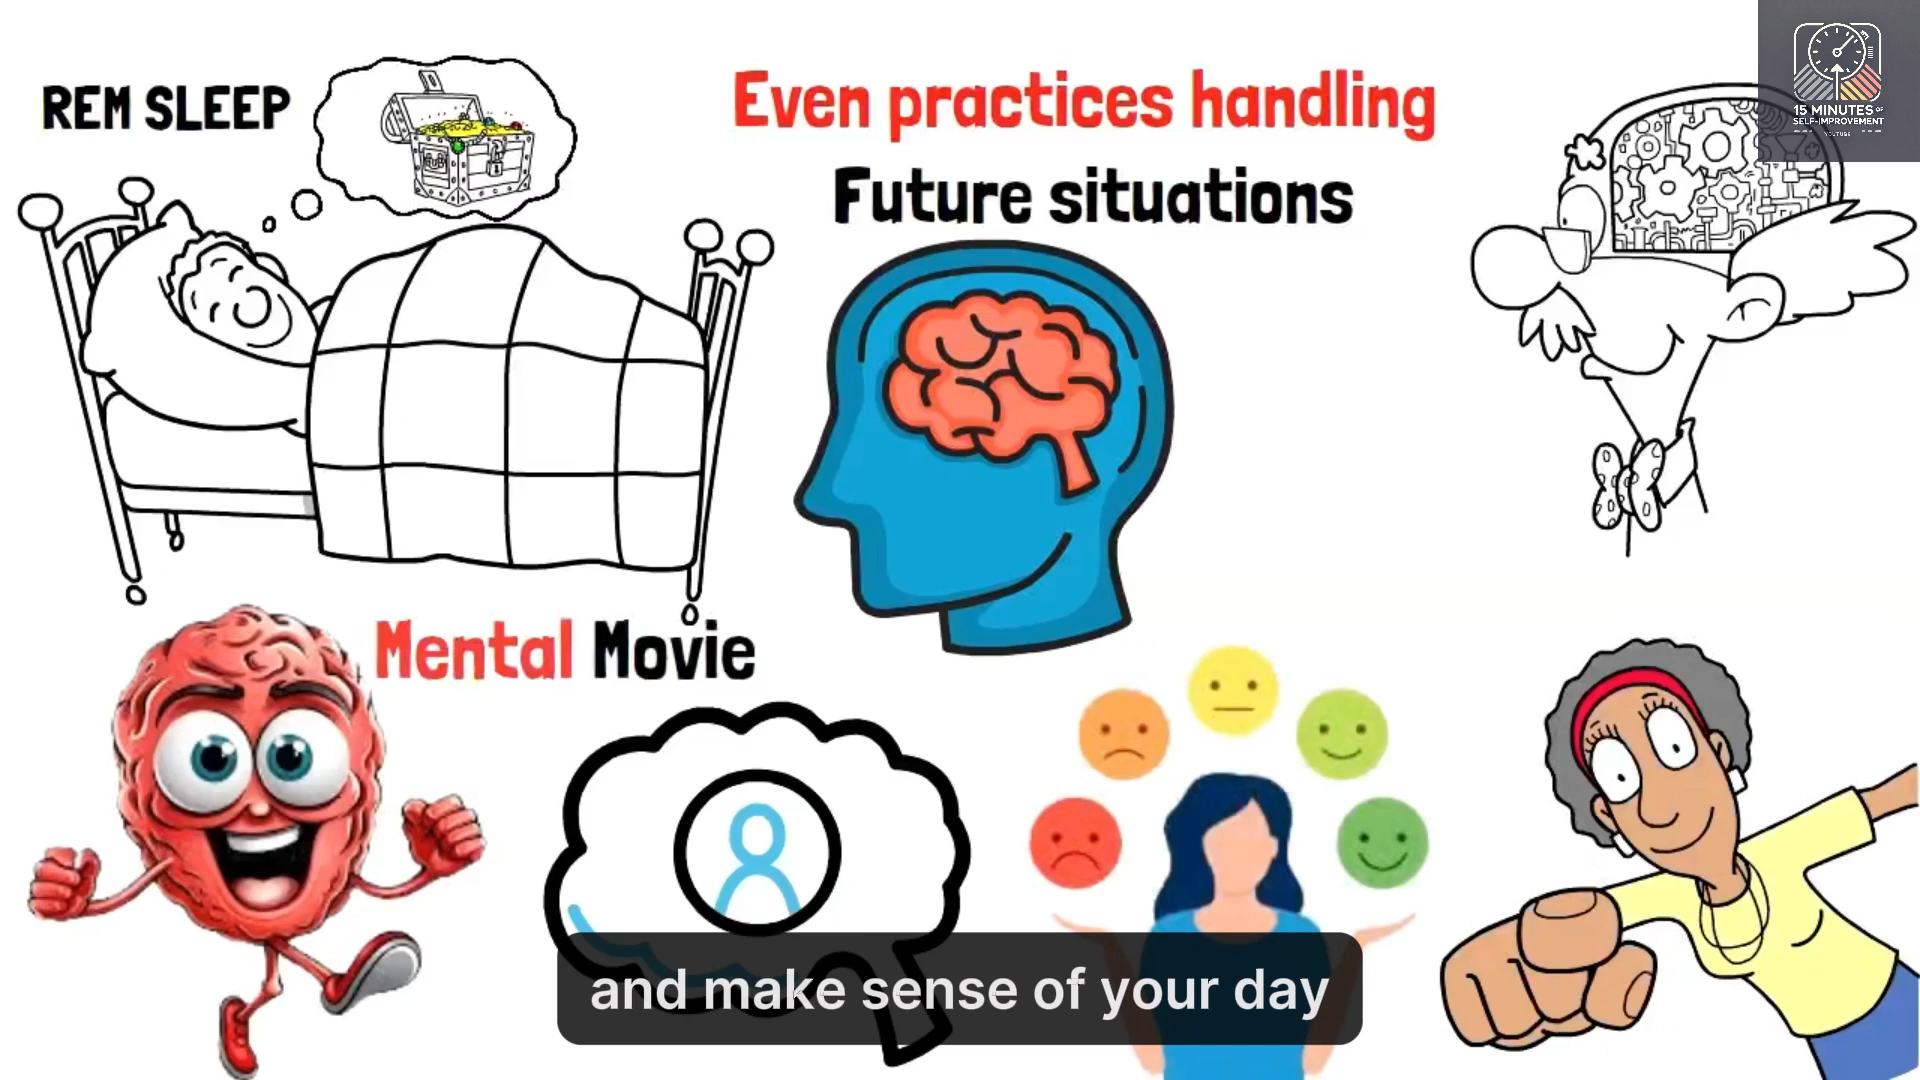 REM SLEEP
Even practices handling
Future situations
15 MINUTES OF
SELF-IMPROVEMENT
YOUTUBE
Mental Movie
and make sense of your day